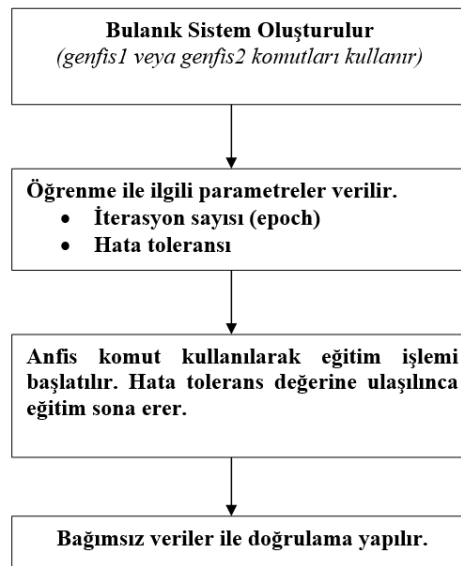 Bulanık Sistem Oluşturulur
(genfis1 veya genfis2 komutları kullanır)
Öğrenme ile ilgili parametreler verilir.
• İterasyon sayısı (epoch)
• Hata toleransı
Anfis komut kullanılarak eğitim işlemi
başlatılır. Hata tolerans değerine ulaşılınca
eğitim sona erer.
Bağımsız veriler ile doğrulama yapılır.